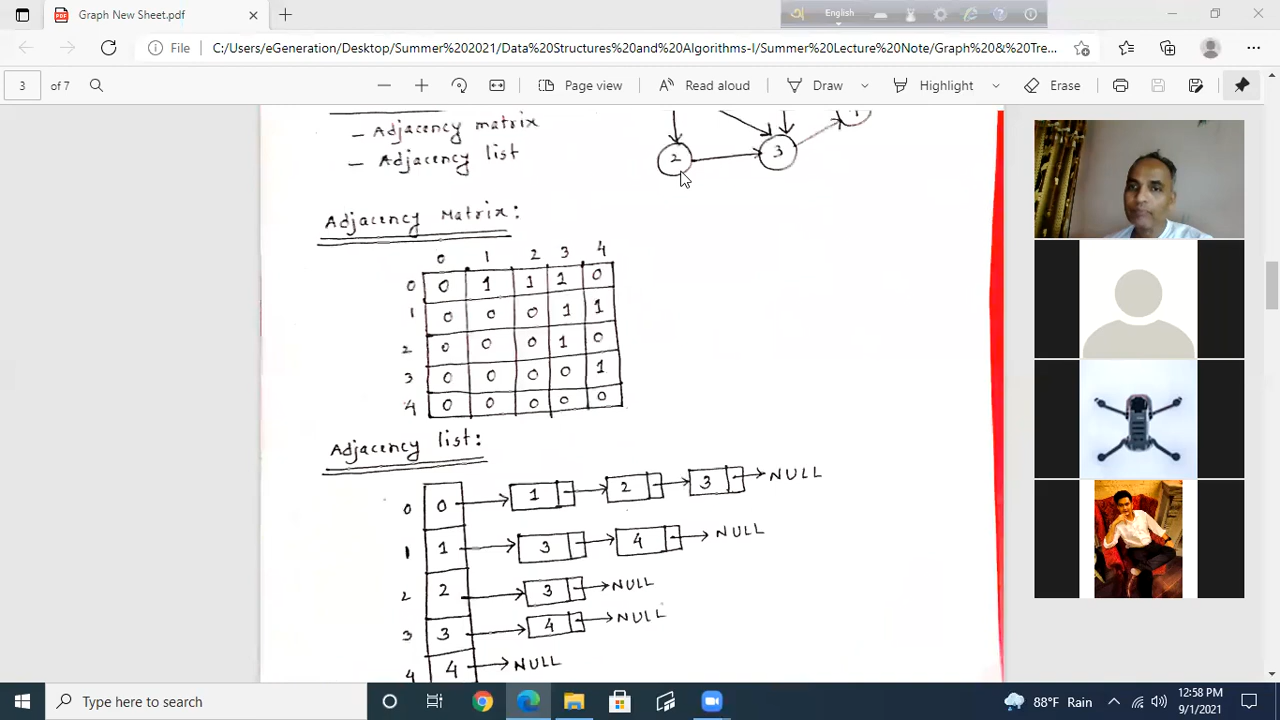 Graph New Sheet.pdf
English
File
C:/Users/eGeneration/Desktop/Summer%202021/Data%20Structures%20and%20Algorithms-I/Summer%20Lecture%20Note/Graph%20&%20Tre...
3 of 7
Page view
Read aloud
Draw
Highlight
Erase
- Adjacency matrix
- Adjacency list
2 3
Adjacency Matrix:
0 1 2 3 4
0 0 1 1 1 0
1 0 0 0 1 1
2 0 0 0 1 0
3 0 0 0 0 1
4 0 0 0 0 0
Adjacency list:
0 0 1 2 3 NULL
1 1 3 4 NULL
2 2 3 NULL
3 3 4 NULL
4 4 NULL
Type here to search
88°F Rain
12:58 PM
9/1/2021